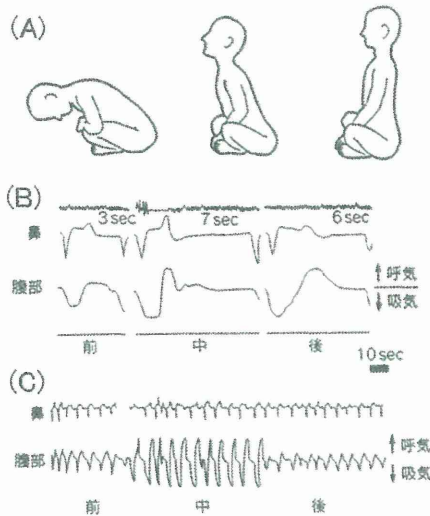 (A)
(B)
3 sec 7 sec 6 sec
鼻
腹部 ↑呼気
↓吸気
前 中 後
10 sec
(C)
鼻
腹部 ↑呼気
↓吸気
前 中 後